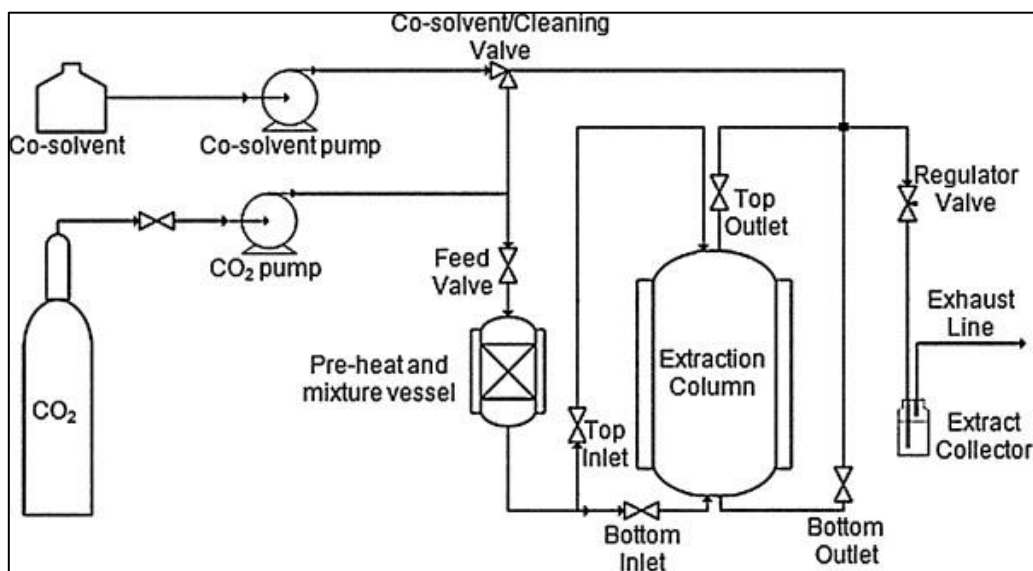 Co-solvent/Cleaning
Valve
Co-solvent
Co-solvent pump
CO₂ pump
Feed
Valve
Top
Outlet
Regulator
Valve
Exhaust
Line
Pre-heat and
mixture vessel
Extraction
Column
CO₂
Top
Inlet
Extract
Collector
Bottom
Inlet
Bottom
Outlet